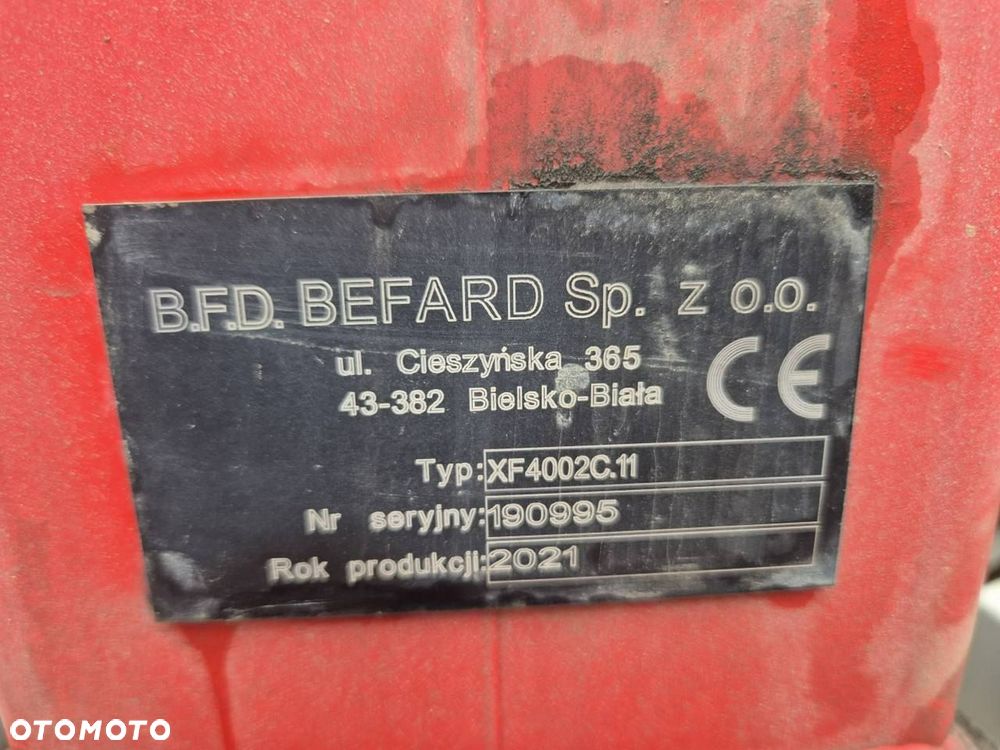 B.F.D. BEFARD Sp. z o.o.
ul. Cieszyńska 365
43-382 Bielsko-Biała
CE
Typ: XF4002C.11
Nr seryjny: 190995
Rok produkcji: 2021
OTOMOTO